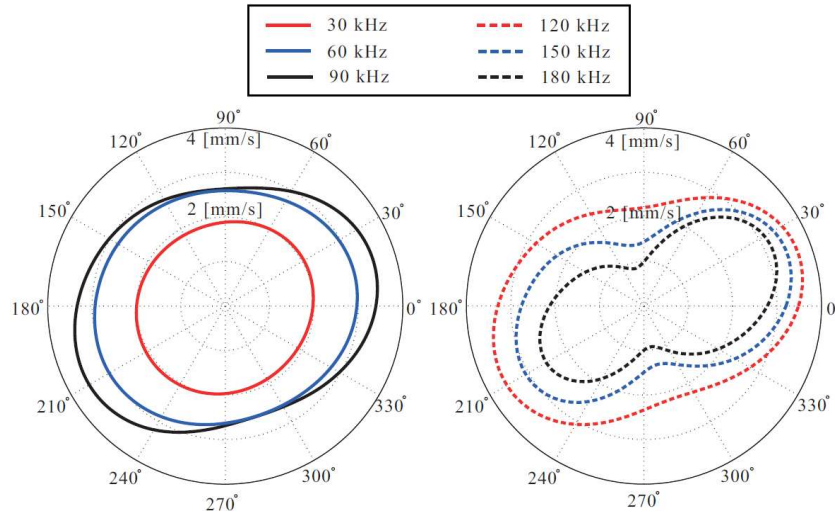 30 kHz 120 kHz
60 kHz 150 kHz
90 kHz 180 kHz
90° 90°
4 [mm/s] 4 [mm/s]
120° 60° 120° 60°
2 [mm/s] 2 [mm/s]
150° 30° 150° 30°
180° 0° 180° 0
210° 330° 210° 330°
240° 300° 240° 300°
270° 270°